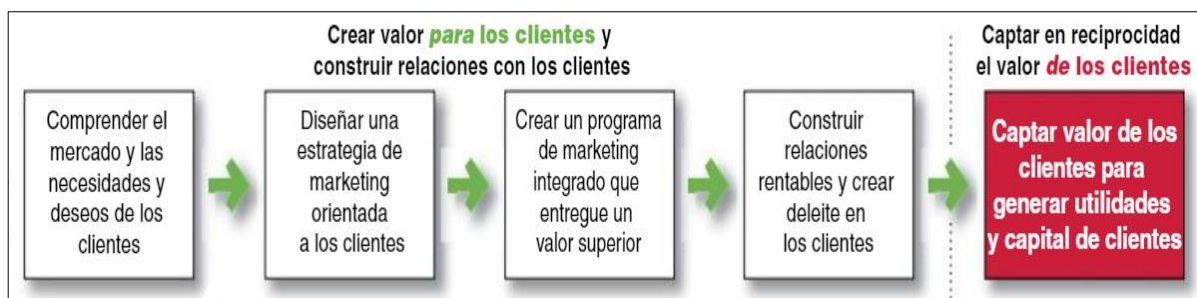 Crear valor para los clientes y
construir relaciones con los clientes
Captar en reciprocidad
el valor de los clientes
Comprender el
mercado y las
necesidades y
deseos de los
clientes
Diseñar una
estrategia de
marketing
orientada
a los clientes
Crear un programa
de marketing
integrado que
entregue un
valor superior
Construir
relaciones
rentables y crear
deleite en
los clientes
Captar valor de los
clientes para
generar utilidades
y capital de clientes